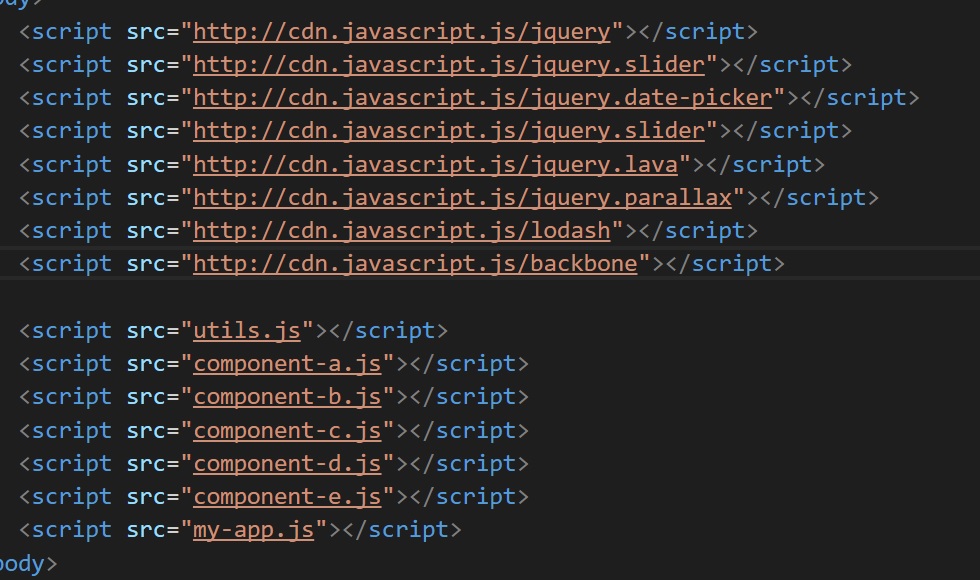 ody>
<script src="http://cdn.javascript.js/jquery"></script>
<script src="http://cdn.javascript.js/jquery.slider"></script>
<script src="http://cdn.javascript.js/jquery.date-picker"></script>
<script src="http://cdn.javascript.js/jquery.slider"></script>
<script src="http://cdn.javascript.js/jquery.lava"></script>
<script src="http://cdn.javascript.js/jquery.parallax"></script>
<script src="http://cdn.javascript.js/lodash"></script>
<script src="http://cdn.javascript.js/backbone"></script>
<script src="utils.js"></script>
<script src="component-a.js"></script>
<script src="component-b.js"></script>
<script src="component-c.js"></script>
<script src="component-d.js"></script>
<script src="component-e.js"></script>
<script src="my-app.js"></script>
body>